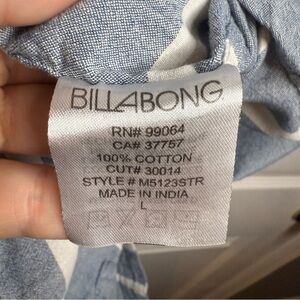 BILLABONG
RN# 99064
CA# 37757
100% COTTON
CUT# 30014
STYLE # M5123STR
MADE IN INDIA
L